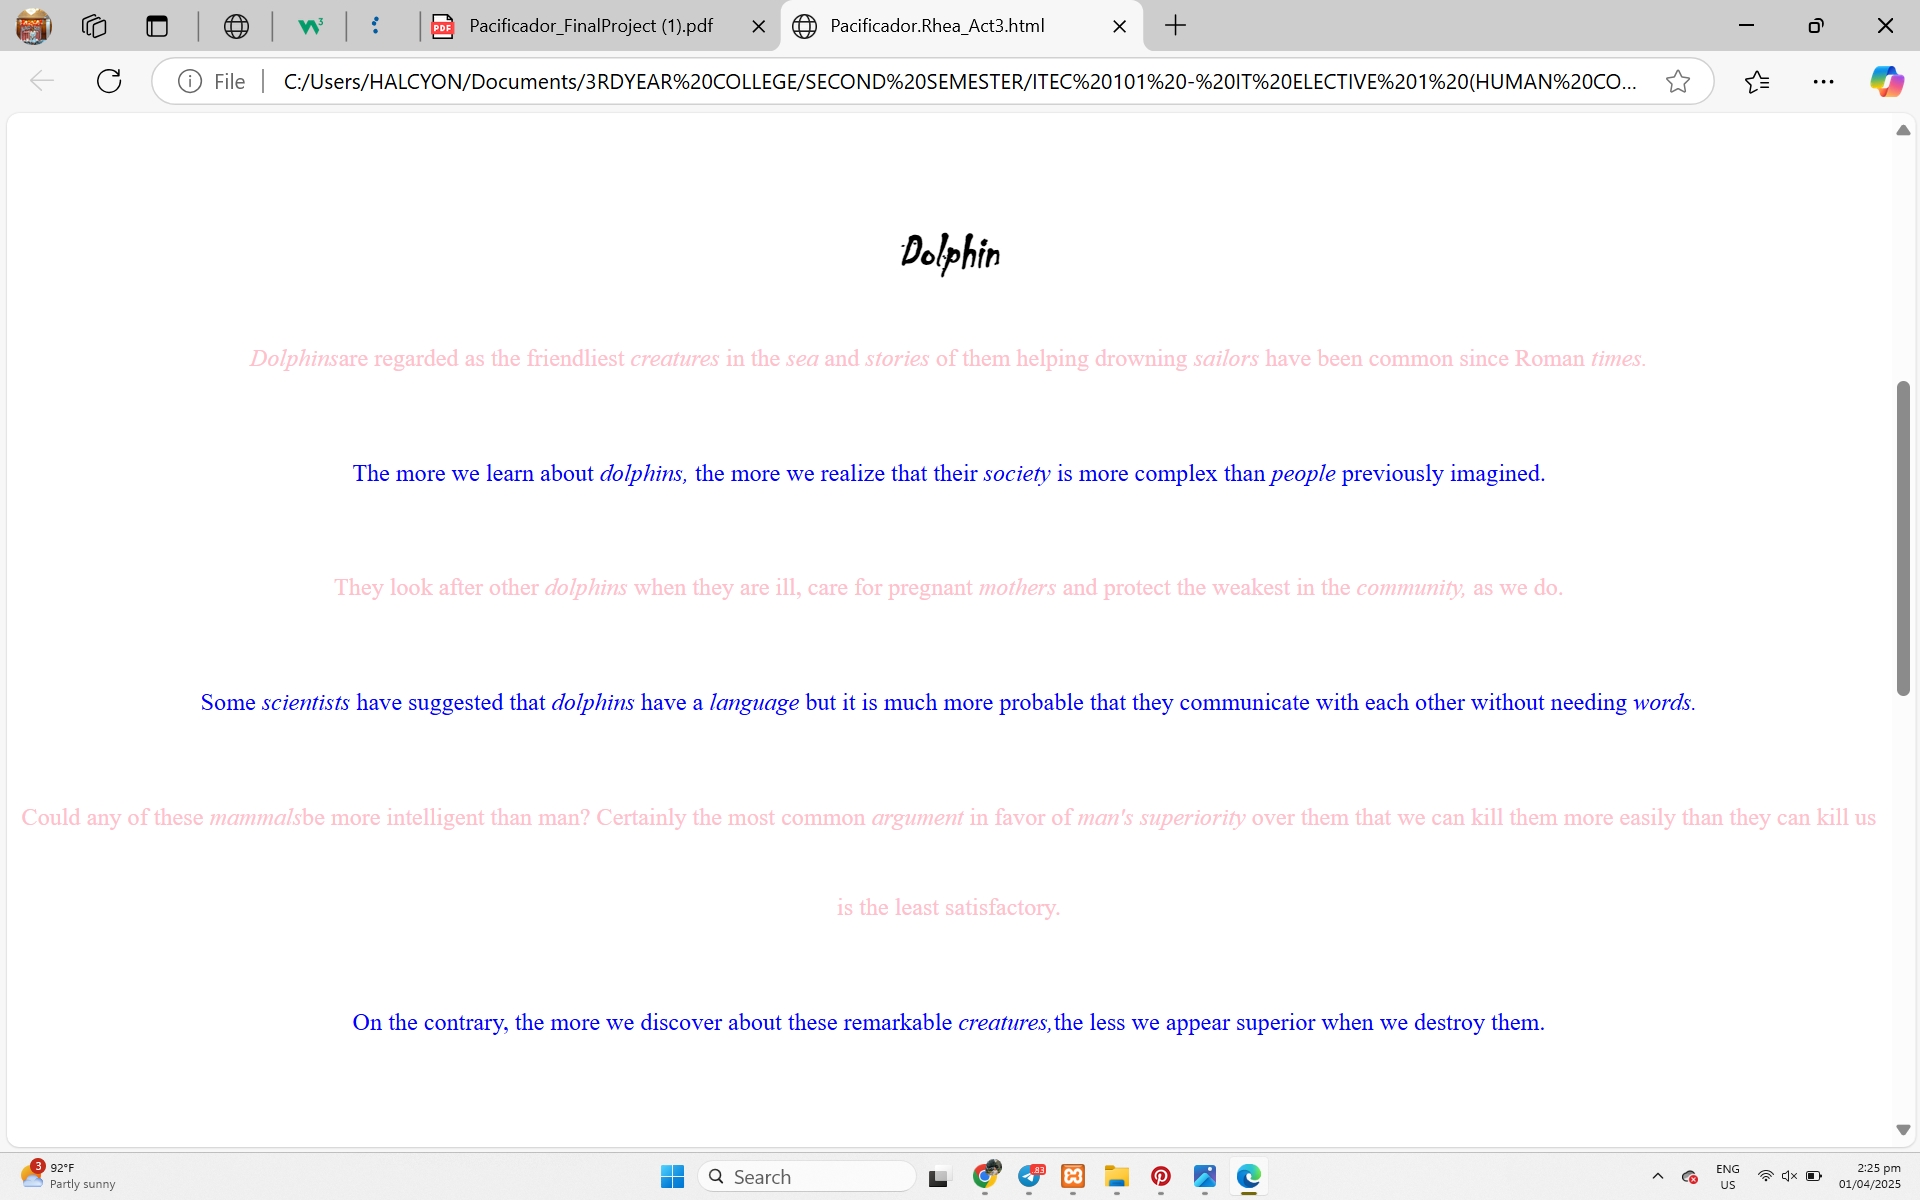 Pacificador_FinalProject (1).pdf
Pacificador.Rhea_Act3.html
File
C:/Users/HALCYON/Documents/3RDYEAR%20COLLEGE/SECOND%20SEMESTER/ITEC%20101%20-%20IT%20ELECTIVE%201%20(HUMAN%20CO...
Dolphin
Dolphinsare regarded as the friendliest creatures in the sea and stories of them helping drowning sailors have been common since Roman times.
The more we learn about dolphins, the more we realize that their society is more complex than people previously imagined.
They look after other dolphins when they are ill, care for pregnant mothers and protect the weakest in the community, as we do.
Some scientists have suggested that dolphins have a language but it is much more probable that they communicate with each other without needing words.
Could any of these mammalsbe more intelligent than man? Certainly the most common argument in favor of man's superiority over them that we can kill them more easily than they can kill us
is the least satisfactory.
On the contrary, the more we discover about these remarkable creatures,the less we appear superior when we destroy them.
3
92°F
Partly sunny
Search
83
ENG
US
2:25 pm
01/04/2025